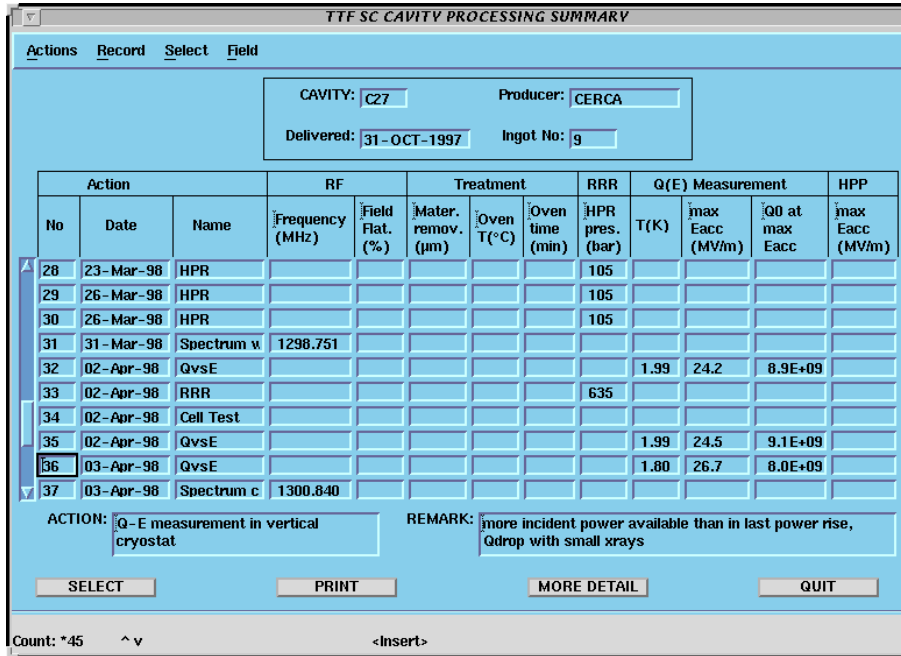 TTF SC CAVITY PROCESSING SUMMARY
Actions Record Select Field
CAVITY: C27 Producer: CERCA
Delivered: 31-OCT-1997 Ingot No: 9
Action RF Treatment RRR Q(E) Measurement HPP
No Date Name Frequency (MHz) Field Flat. (%) Mater. remov. (µm) Oven T(°C) Oven time (min) HPR pres. (bar) T(K) max Eacc (MV/m) Q0 at max Eacc max Eacc (MV/m)
28 23-Mar-98 HPR 105
29 26-Mar-98 HPR 105
30 26-Mar-98 HPR 105
31 31-Mar-98 Spectrum w 1298.751
32 02-Apr-98 QvsE 1.99 24.2 8.9E+09
33 02-Apr-98 RRR 635
34 02-Apr-98 Cell Test
35 02-Apr-98 QvsE 1.99 24.5 9.1E+09
36 03-Apr-98 QvsE 1.80 26.7 8.0E+09
37 03-Apr-98 Spectrum c 1300.840
ACTION: Q-E measurement in vertical
cryostat
REMARK: more incident power available than in last power rise,
Qdrop with small xrays
SELECT PRINT MORE DETAIL QUIT
Count: *45 ^ v <Insert>